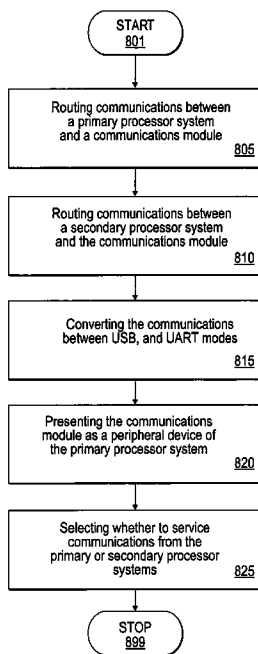 START
801
Routing communications between
a primary processor system
and a communications module
805
Routing communications between
a secondary processor system
and the communications module
810
Converting the communications
between USB, and UART modes
815
Presenting the communications
module as a peripheral device of
the primary processor system
820
Selecting whether to service
communications from the
primary or secondary processor
systems
825
STOP
899